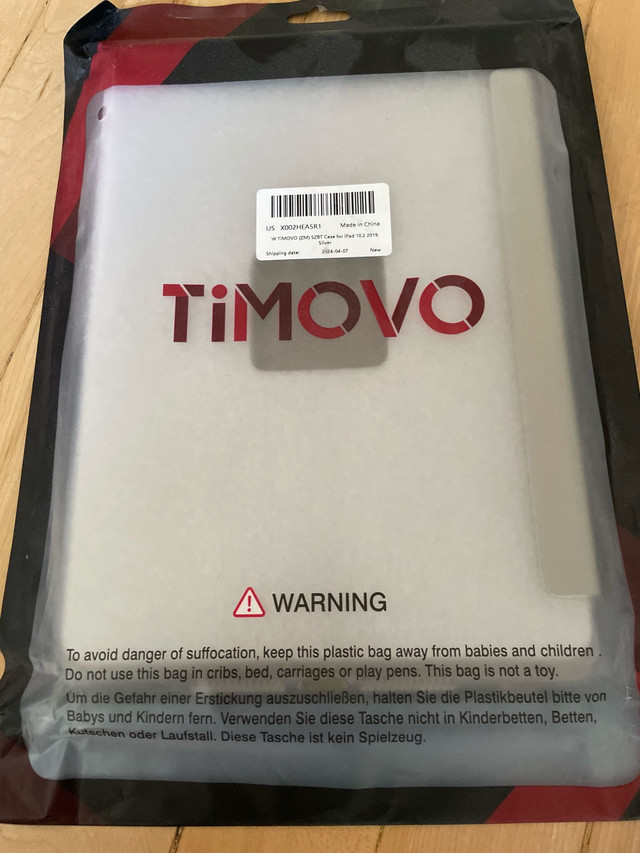 US X002HEASR1 Made in China
W TiMOVO (ZM) SZBT Case for iPad 10.2 2019,
Silver
Shipping date: 2024-04-07 New
TiMOVO
WARNING
To avoid danger of suffocation, keep this plastic bag away from babies and children .
Do not use this bag in cribs, bed, carriages or play pens. This bag is not a toy.
Um die Gefahr einer Erstickung auszuschließen, halten Sie die Plastikbeutel bitte von
Babys und Kindern fern. Verwenden Sie diese Tasche nicht in Kinderbetten, Betten,
Kutschen oder Laufstall. Diese Tasche ist kein Spielzeug.